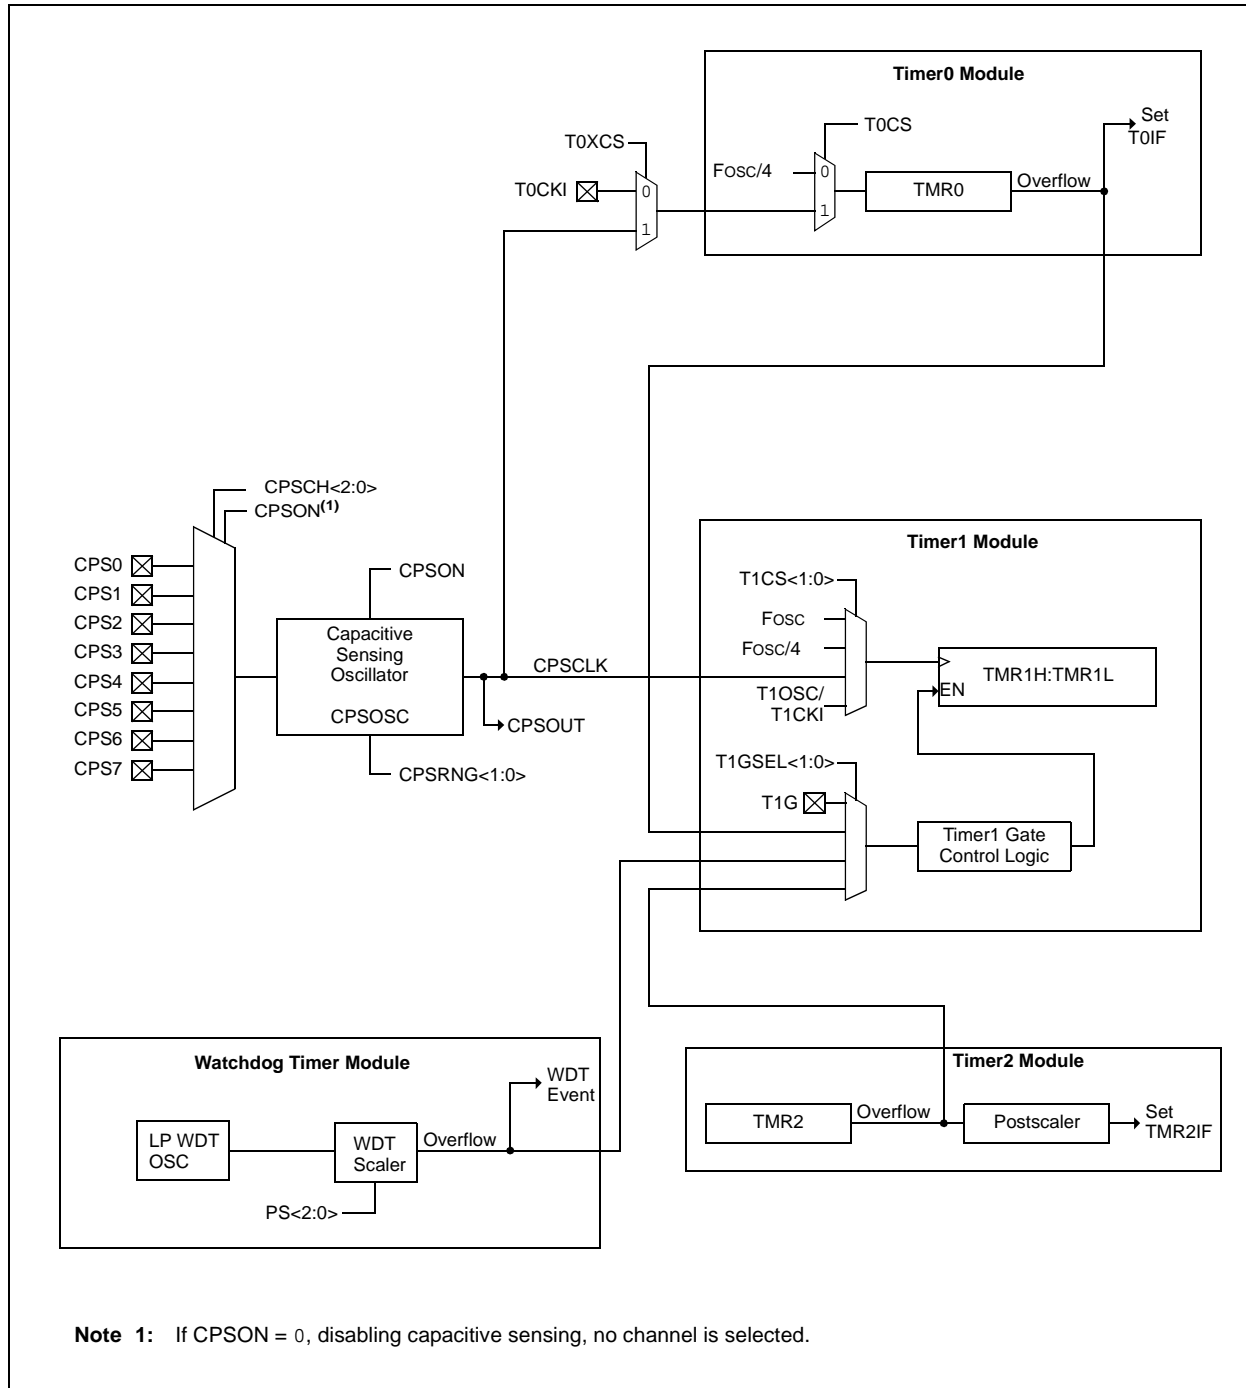 Timer0 Module
Set
T0IF
T0CS
T0XCS
FOSC/4
0
T0CKI
0
TMR0
Overflow
1
1
CPSCH<2:0>
CPSON(1)
Timer1 Module
CPS0
CPS1
CPS2
CPS3
CPS4
CPS5
CPS6
CPS7
CPSON
Capacitive
Sensing
Oscillator
CPSOSC
CPSRNG<1:0>
CPSCLK
CPSOUT
T1CS<1:0>
FOSC
FOSC/4
T1OSC/
T1CKI
TMR1H:TMR1L
EN
T1GSEL<1:0>
T1G
Timer1 Gate
Control Logic
Watchdog Timer Module
WDT
Event
LP WDT
OSC
WDT
Scaler
Overflow
PS<2:0>
Timer2 Module
TMR2
Overflow
Postscaler
Set
TMR2IF
Note 1: If CPSON = 0, disabling capacitive sensing, no channel is selected.